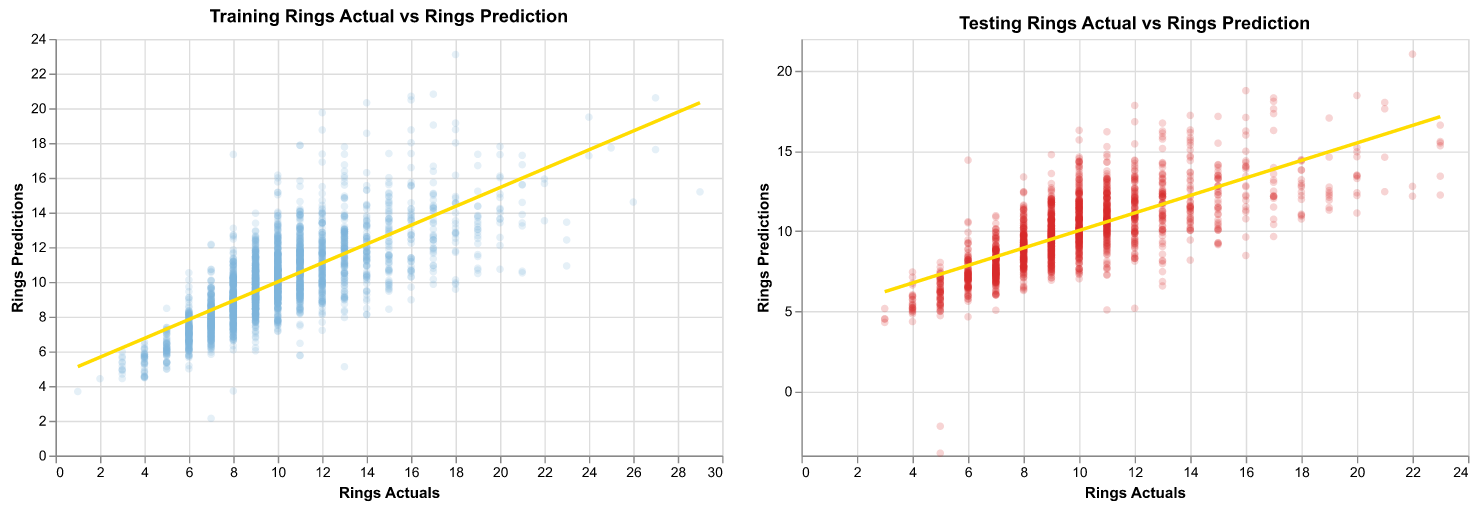 Training Rings Actual vs Rings Prediction
24
22
20
18
16
14
12
10
8
6
4
2
0
Rings Predictions
0 2 4 6 8 10 12 14 16 18 20 22 24 26 28 30
Rings Actuals
Testing Rings Actual vs Rings Prediction
20
15
10
5
0
Rings Predictions
0 2 4 6 8 10 12 14 16 18 20 22 24
Rings Actuals